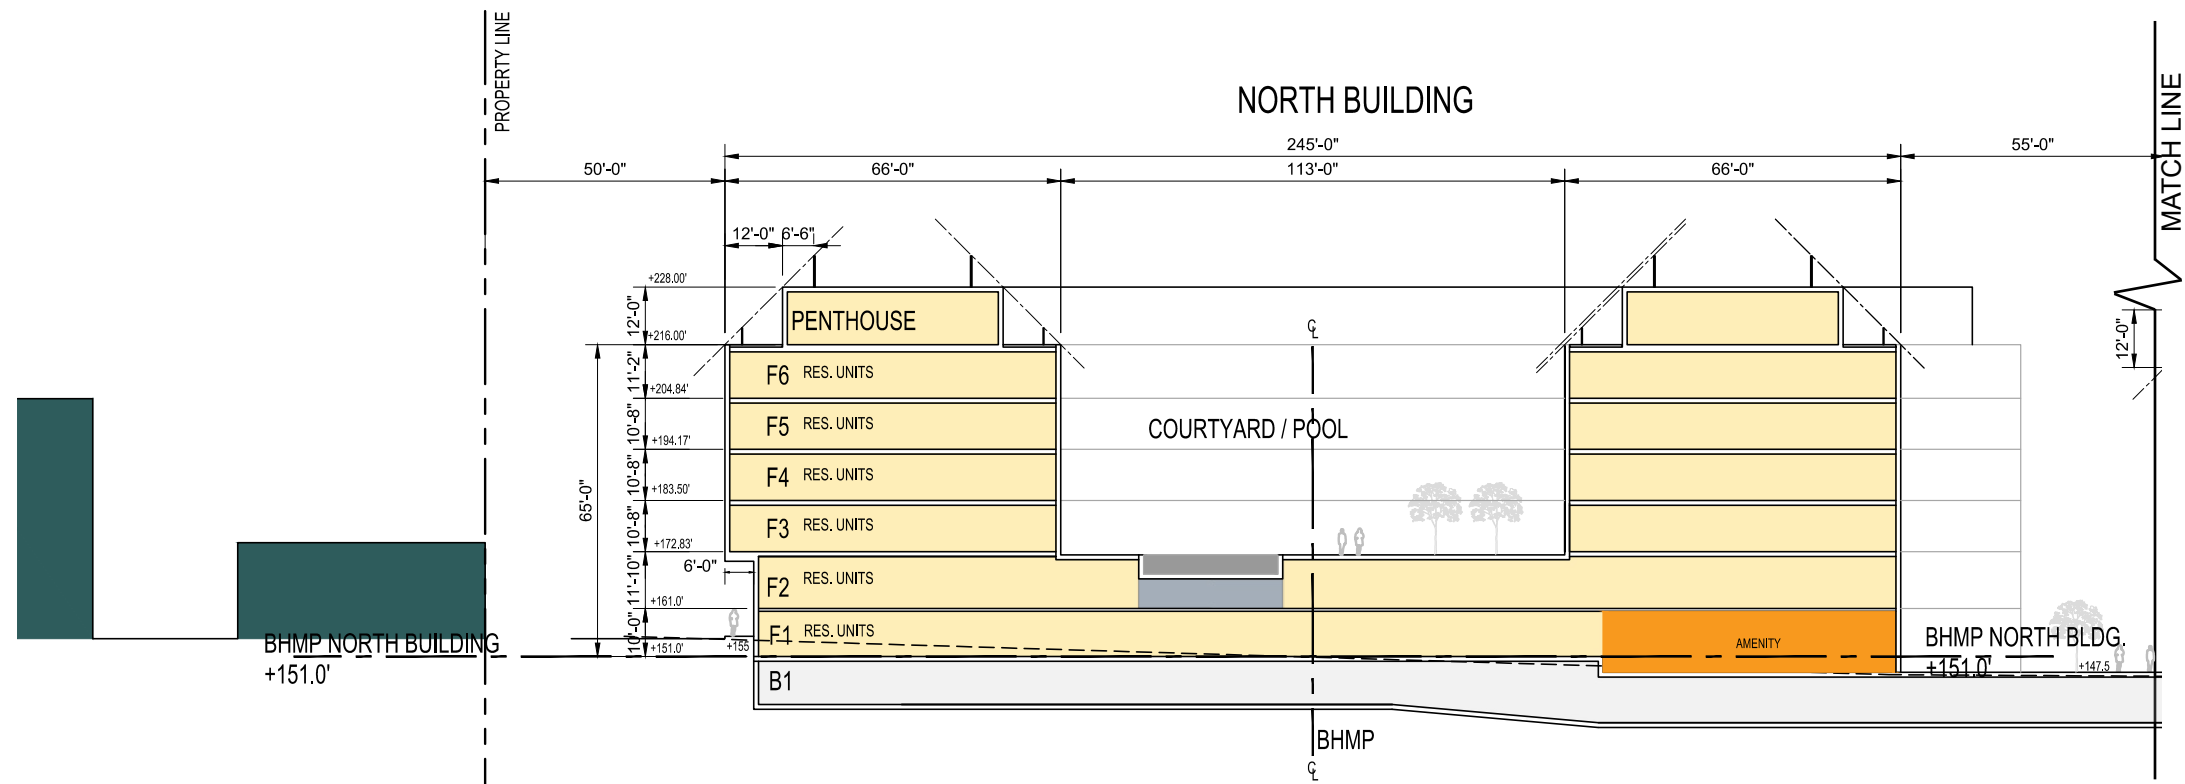 PROPERTY LINE
NORTH BUILDING
MATCH LINE
245'-0"
55'-0"
50'-0"
66'-0"
113'-0"
66'-0"
12'-0"
6'-6"
+228.00'
12'-0"
PENTHOUSE
+216.00'
℄
12'-0"
11'-2"
F6 RES. UNITS
+204.84'
10'-8"
F5 RES. UNITS
COURTYARD / POOL
+194.17'
10'-8"
F4 RES. UNITS
+183.50'
65'-0"
10'-8"
F3 RES. UNITS
+172.83'
6'-0"
11'-10"
F2 RES. UNITS
+161.0'
10'-0"
F1 RES. UNITS
AMENITY
BHMP NORTH BUILDING
+151.0'
+151.0'
+155
BHMP NORTH BLDG.
+151.0'
+147.5
B1
BHMP
℄